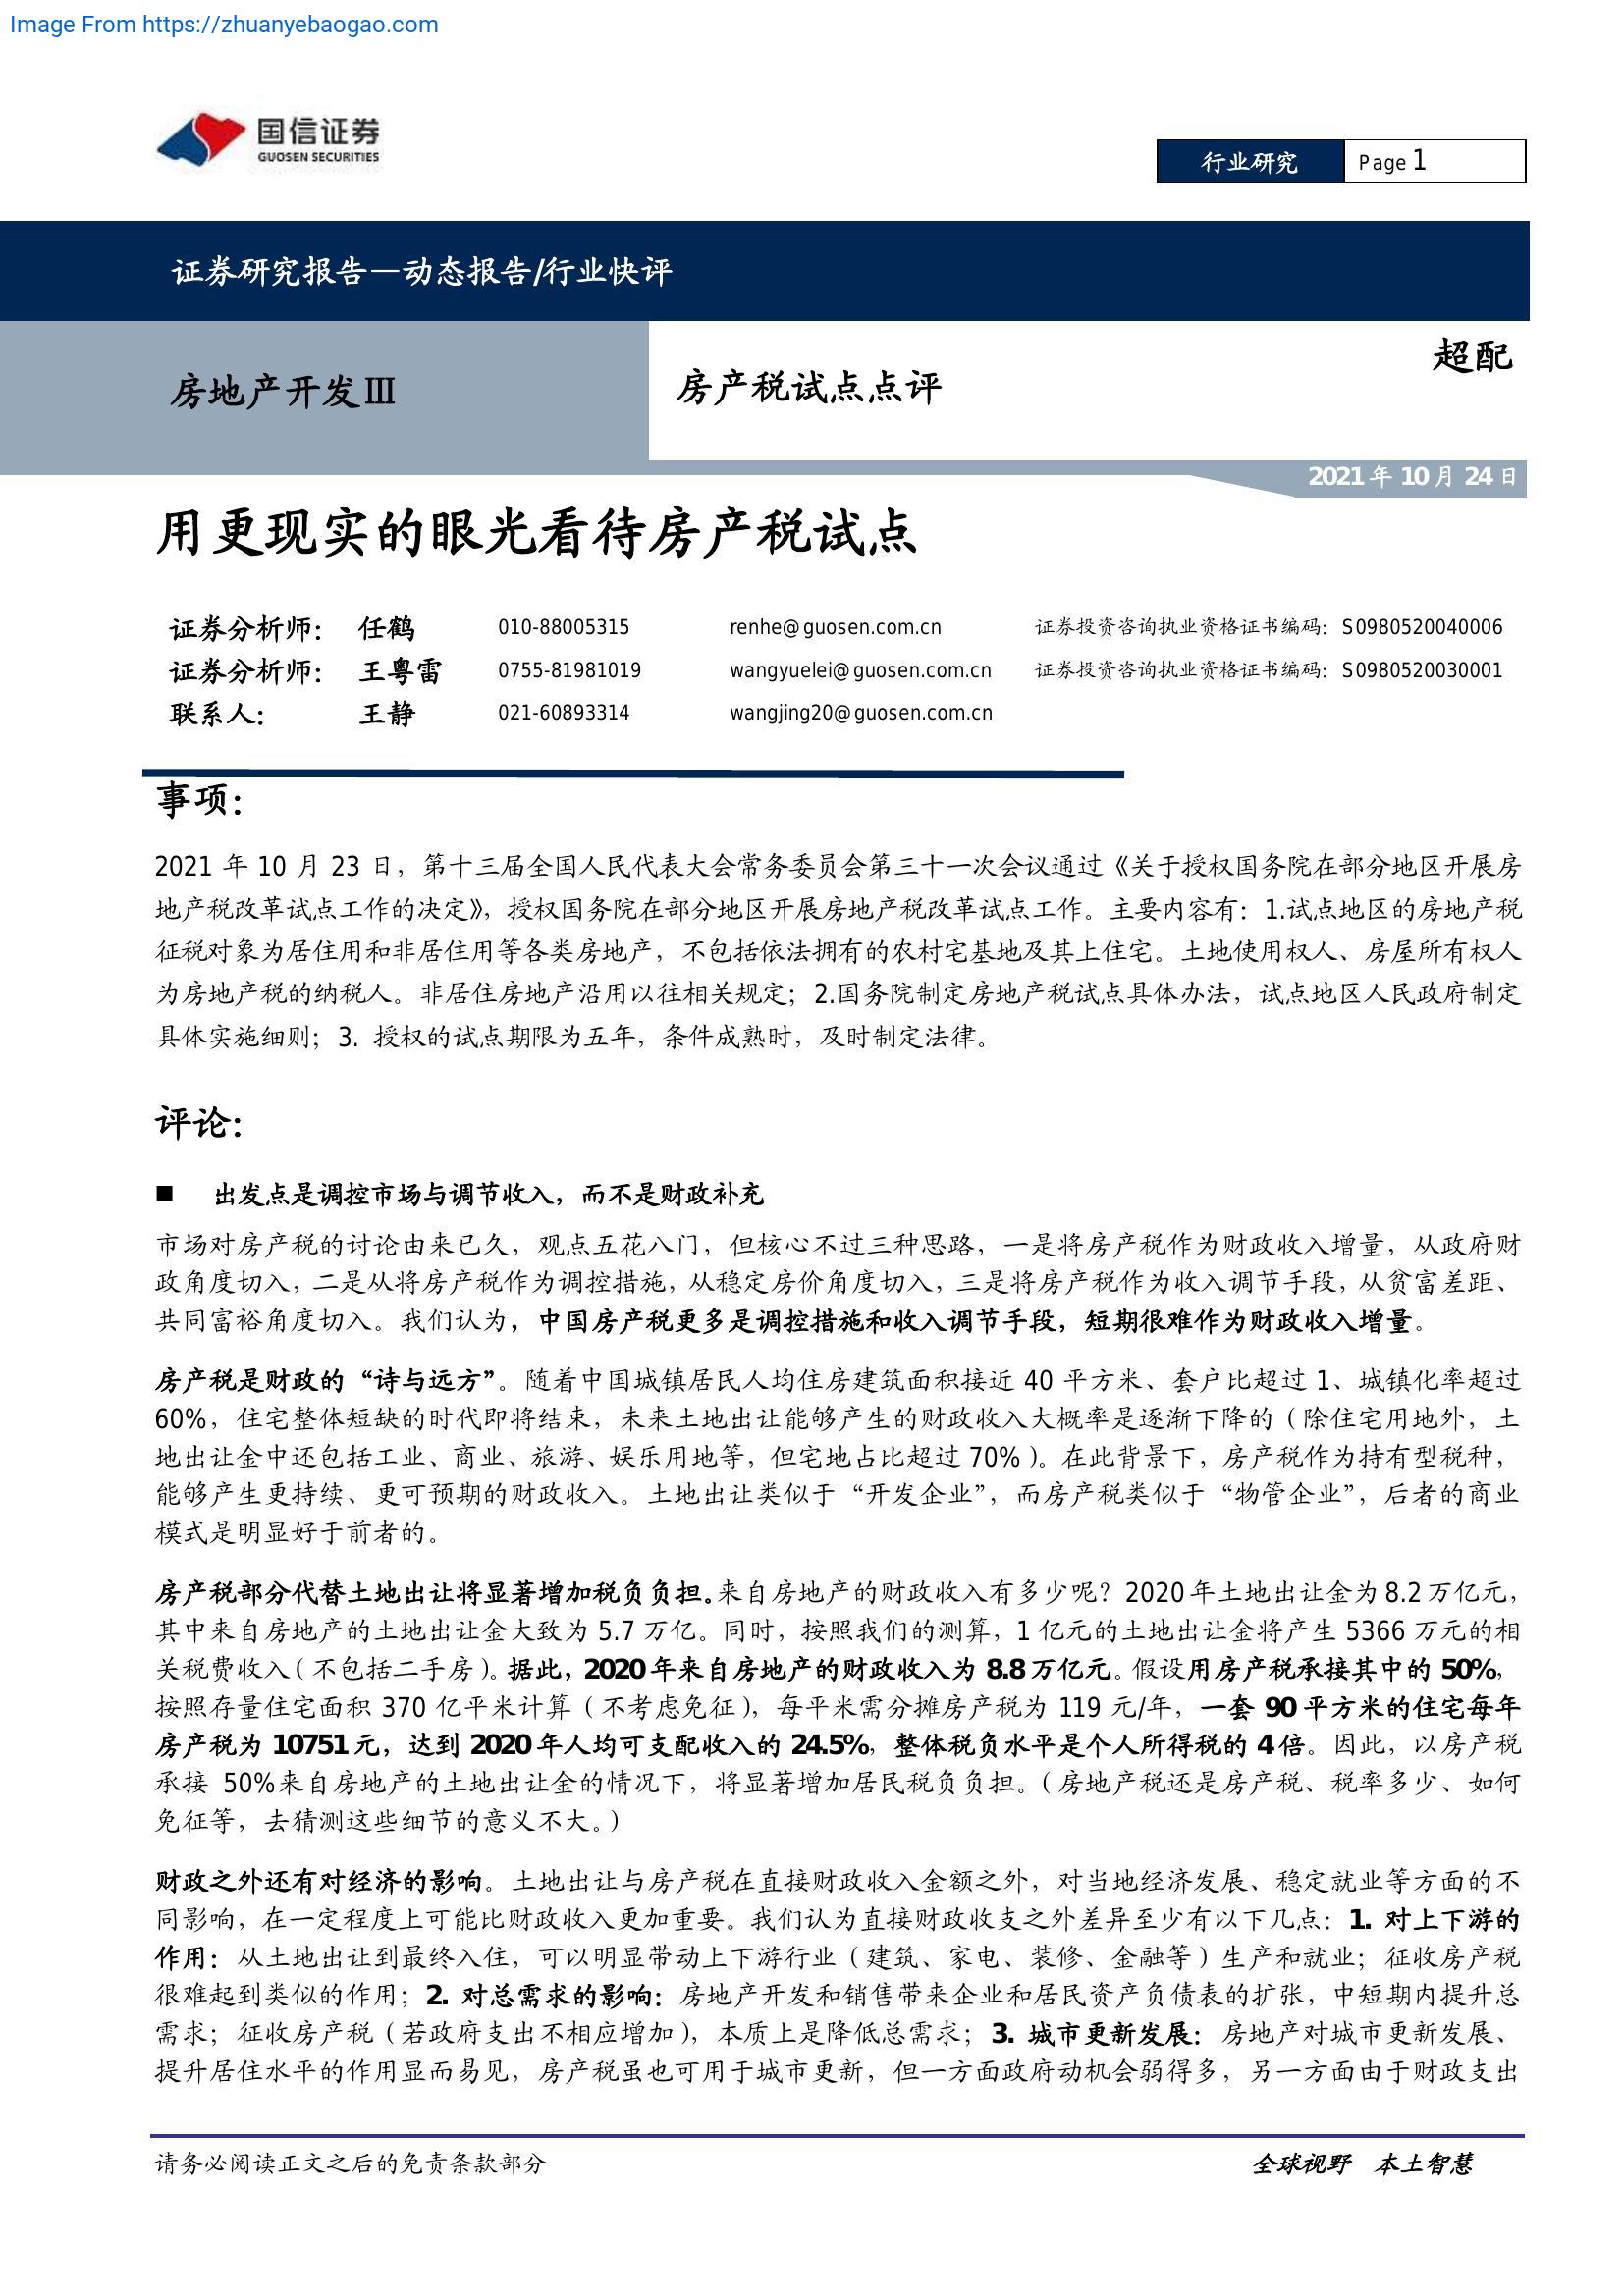 Image From https://zhuanyebaogao.com
国信证券
GUOSEN SECURITIES
行业研究 Page 1
证券研究报告—动态报告/行业快评
房地产开发Ⅲ
房产税试点点评
超配
2021 年 10 月 24 日
用更现实的眼光看待房产税试点
证券分析师： 任鹤 010-88005315 renhe@guosen.com.cn 证券投资咨询执业资格证书编码：S0980520040006
证券分析师： 王粤雷 0755-81981019 wangyuelei@guosen.com.cn 证券投资咨询执业资格证书编码：S0980520030001
联系人： 王静 021-60893314 wangjing20@guosen.com.cn
事项：
2021 年 10 月 23 日，第十三届全国人民代表大会常务委员会第三十一次会议通过《关于授权国务院在部分地区开展房
地产税改革试点工作的决定》，授权国务院在部分地区开展房地产税改革试点工作。主要内容有：1.试点地区的房地产税
征税对象为居住用和非居住用等各类房地产，不包括依法拥有的农村宅基地及其上住宅。土地使用权人、房屋所有权人
为房地产税的纳税人。非居住房地产沿用以往相关规定；2.国务院制定房地产税试点具体办法，试点地区人民政府制定
具体实施细则；3. 授权的试点期限为五年，条件成熟时，及时制定法律。
评论：
■ 出发点是调控市场与调节收入，而不是财政补充
市场对房产税的讨论由来已久，观点五花八门，但核心不过三种思路，一是将房产税作为财政收入增量，从政府财
政角度切入，二是从将房产税作为调控措施，从稳定房价角度切入，三是将房产税作为收入调节手段，从贫富差距、
共同富裕角度切入。我们认为，中国房产税更多是调控措施和收入调节手段，短期很难作为财政收入增量。
房产税是财政的“诗与远方”。随着中国城镇居民人均住房建筑面积接近 40 平方米、套户比超过 1、城镇化率超过
60%，住宅整体短缺的时代即将结束，未来土地出让能够产生的财政收入大概率是逐渐下降的（除住宅用地外，土
地出让金中还包括工业、商业、旅游、娱乐用地等，但宅地占比超过 70%）。在此背景下，房产税作为持有型税种，
能够产生更持续、更可预期的财政收入。土地出让类似于“开发企业”，而房产税类似于“物管企业”，后者的商业
模式是明显好于前者的。
房产税部分代替土地出让将显著增加税负负担。来自房地产的财政收入有多少呢？2020 年土地出让金为 8.2 万亿元，
其中来自房地产的土地出让金大致为 5.7 万亿。同时，按照我们的测算，1 亿元的土地出让金将产生 5366 万元的相
关税费收入（不包括二手房）。据此，2020 年来自房地产的财政收入为 8.8 万亿元。假设用房产税承接其中的 50%，
按照存量住宅面积 370 亿平米计算（不考虑免征），每平米需分摊房产税为 119 元/年，一套 90 平方米的住宅每年
房产税为 10751 元，达到 2020 年人均可支配收入的 24.5%，整体税负水平是个人所得税的 4 倍。因此，以房产税
承接 50%来自房地产的土地出让金的情况下，将显著增加居民税负负担。（房地产税还是房产税、税率多少、如何
免征等，去猜测这些细节的意义不大。）
财政之外还有对经济的影响。土地出让与房产税在直接财政收入金额之外，对当地经济发展、稳定就业等方面的不
同影响，在一定程度上可能比财政收入更加重要。我们认为直接财政收支之外差异至少有以下几点：1. 对上下游的
作用：从土地出让到最终入住，可以明显带动上下游行业（建筑、家电、装修、金融等）生产和就业；征收房产税
很难起到类似的作用；2. 对总需求的影响：房地产开发和销售带来企业和居民资产负债表的扩张，中短期内提升总
需求；征收房产税（若政府支出不相应增加），本质上是降低总需求；3. 城市更新发展：房地产对城市更新发展、
提升居住水平的作用显而易见，房产税虽也可用于城市更新，但一方面政府动机会弱得多，另一方面由于财政支出
请务必阅读正文之后的免责条款部分 全球视野 本土智慧